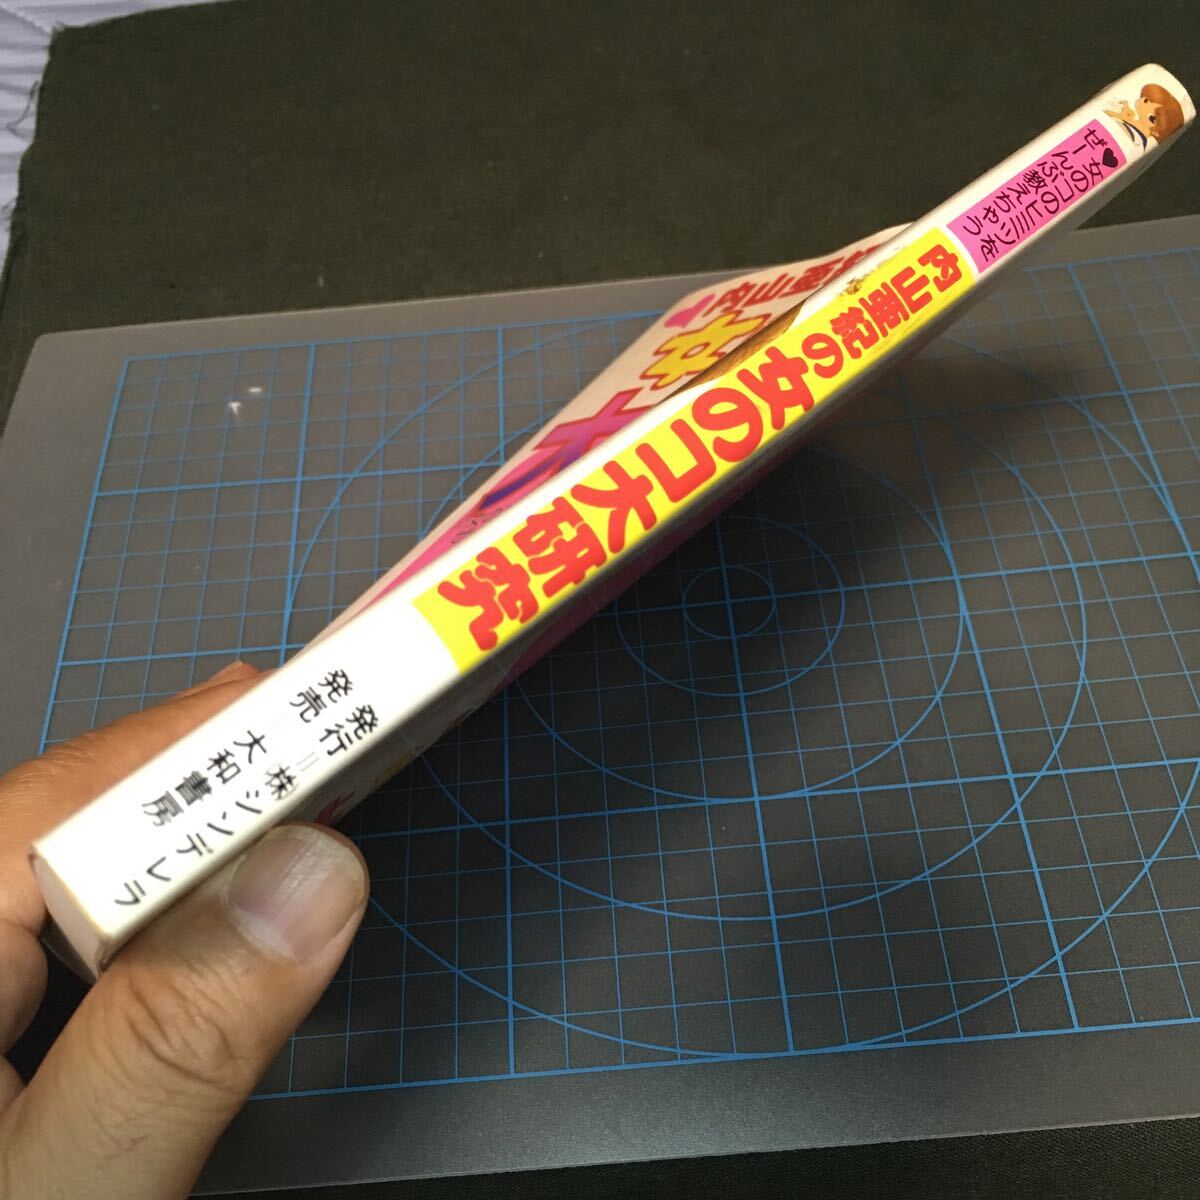 ♥女のコのヒミツを
ぜーんぶ教えちゃう
内山亜紀の女のコ大研究
発行＝㈱シンデレラ
発売＝大和書房